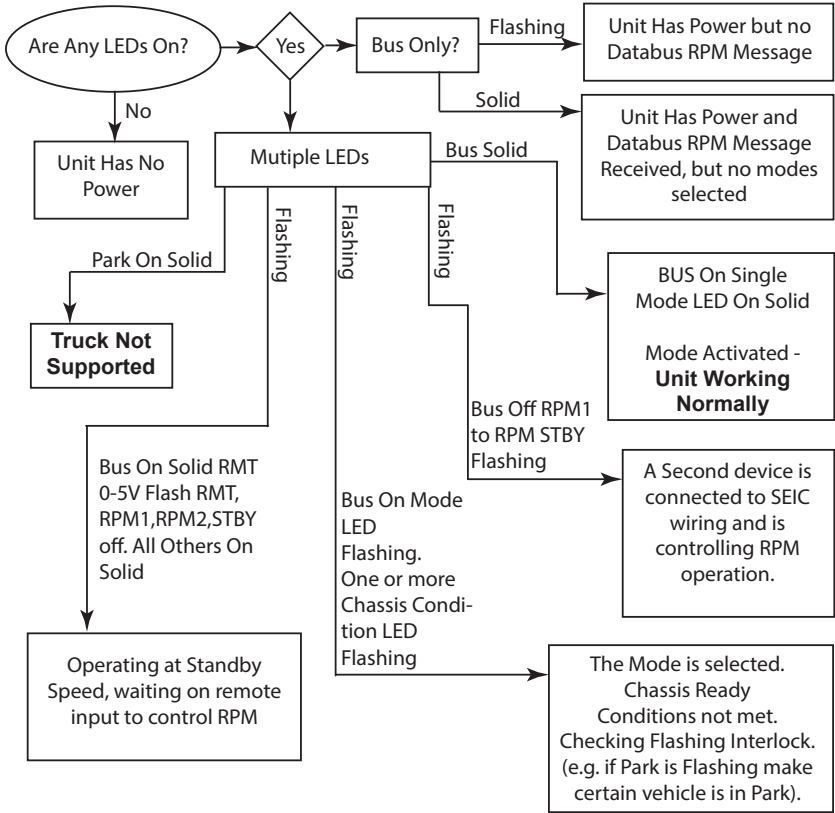 Are Any LEDs On?
Yes
Bus Only?
Flashing
Unit Has Power but no
Databus RPM Message
Solid
Unit Has Power and
Databus RPM Message
Received, but no modes
selected
No
Unit Has No
Power
Mutiple LEDs
Bus Solid
Park On Solid
Flashing
Flashing
Flashing
Truck Not
Supported
BUS On Single
Mode LED On Solid
Mode Activated -
Unit Working
Normally
Bus On Solid RMT
0-5V Flash RMT,
RPM1,RPM2,STBY
off. All Others On
Solid
Bus On Mode
LED
Flashing.
One or more
Chassis Condi-
tion LED
Flashing
Bus Off RPM1
to RPM STBY
Flashing
A Second device is
connected to SEIC
wiring and is
controlling RPM
operation.
Operating at Standby
Speed, waiting on remote
input to control RPM
The Mode is selected.
Chassis Ready
Conditions not met.
Checking Flashing Interlock.
(e.g. if Park is Flashing make
certain vehicle is in Park).